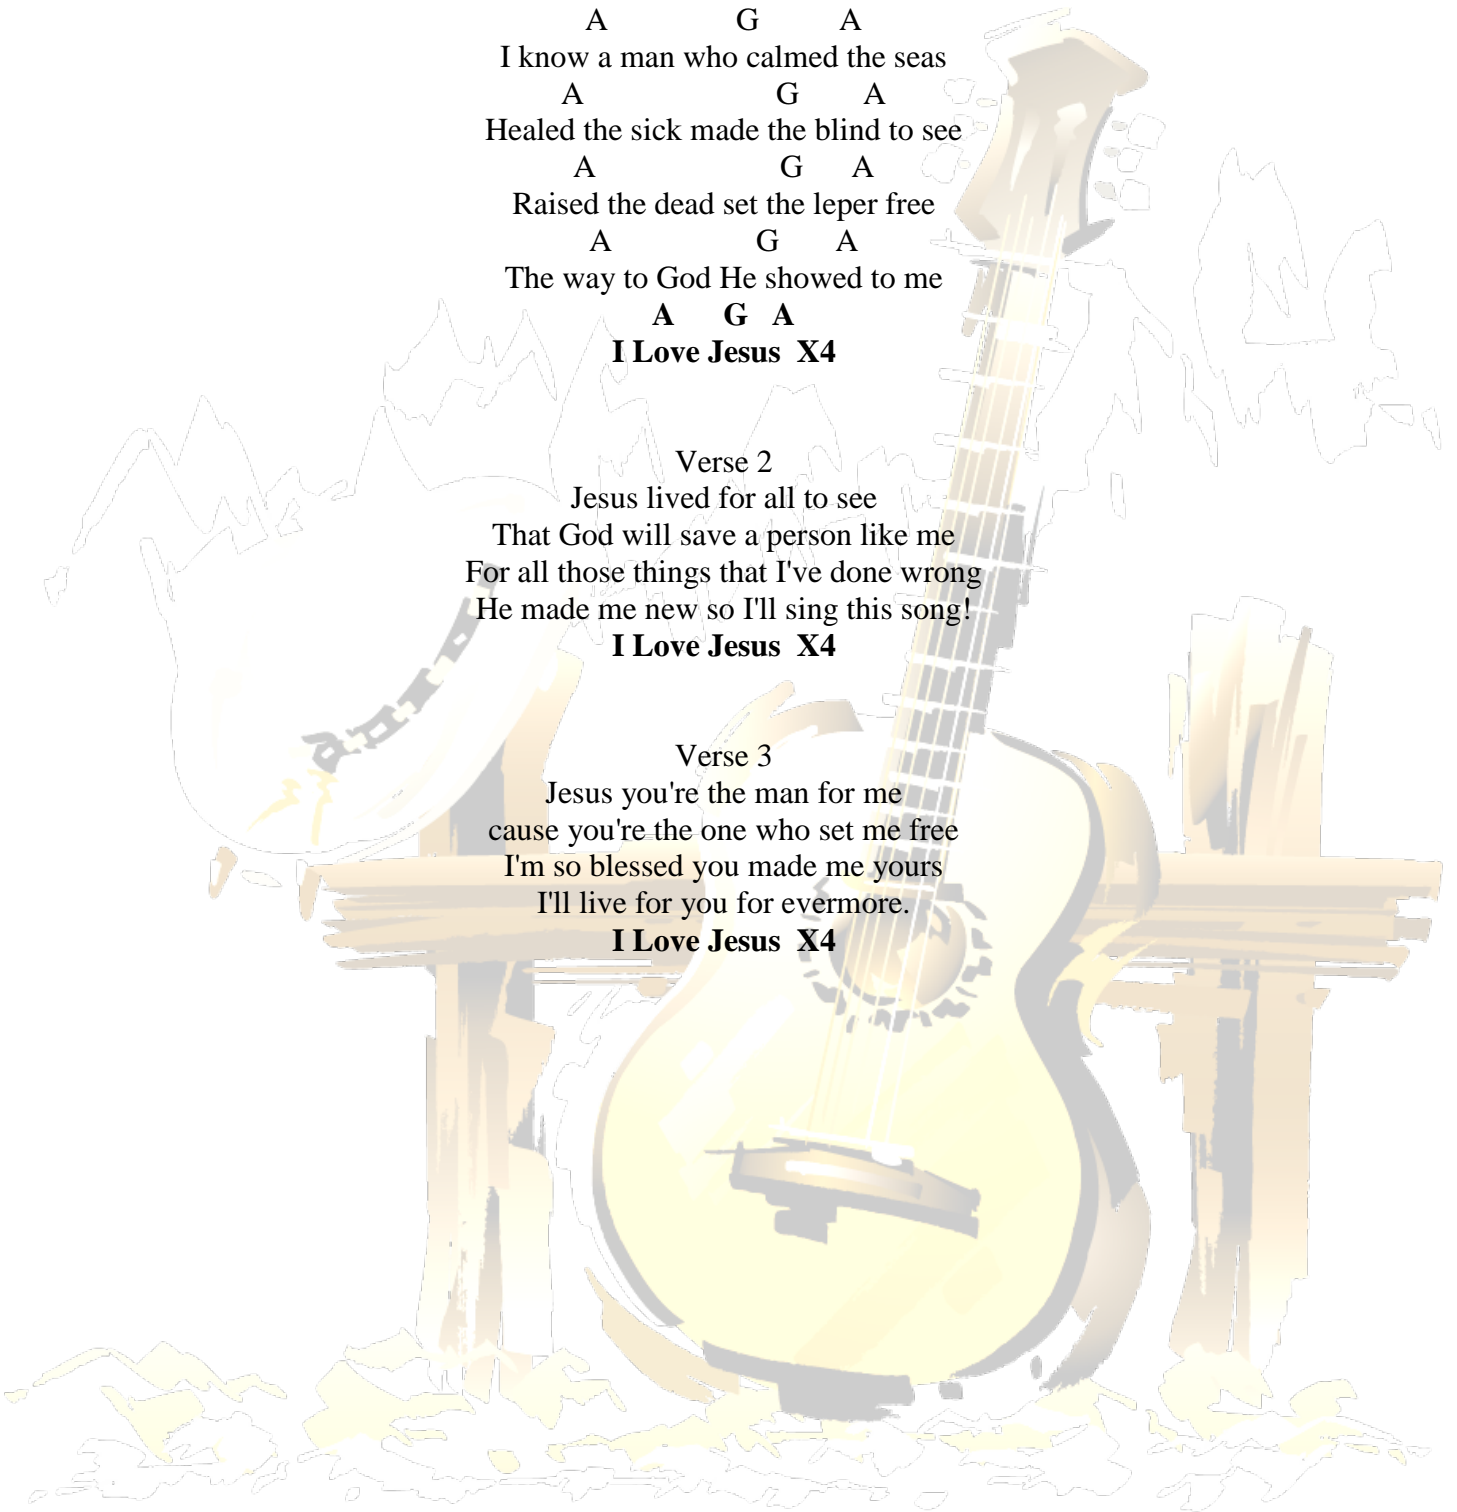 A G A
I know a man who calmed the seas
A G A
Healed the sick made the blind to see
A G A
Raised the dead set the leper free
A G A
The way to God He showed to me
A G A
I Love Jesus X4
Verse 2
Jesus lived for all to see
That God will save a person like me
For all those things that I've done wrong
He made me new so I'll sing this song!
I Love Jesus X4
Verse 3
Jesus you're the man for me
cause you're the one who set me free
I'm so blessed you made me yours
I'll live for you for evermore.
I Love Jesus X4